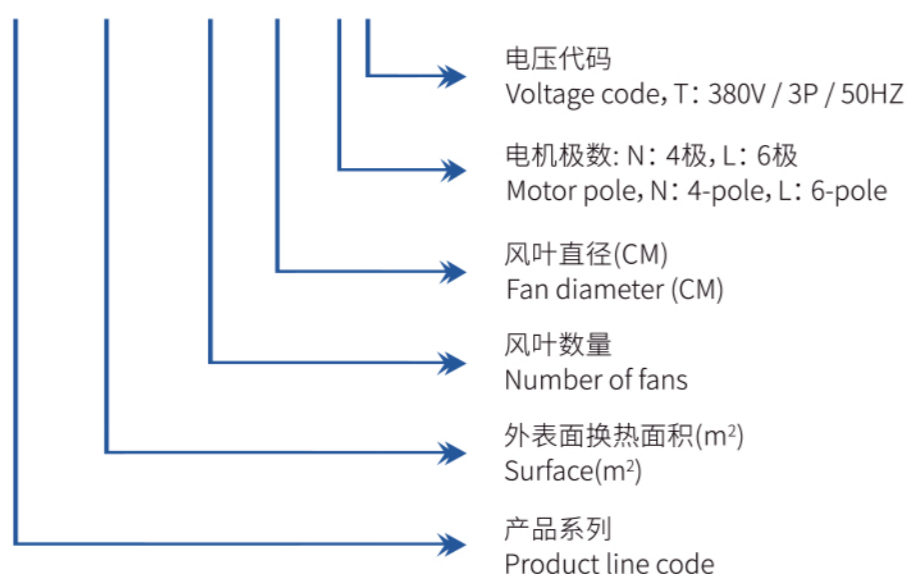 电压代码
Voltage code, T: 380V / 3P / 50HZ
电机极数: N: 4极, L: 6极
Motor pole, N: 4-pole, L: 6-pole
风叶直径(CM)
Fan diameter (CM)
风叶数量
Number of fans
外表面换热面积(m²)
Surface(m²)
产品系列
Product line code